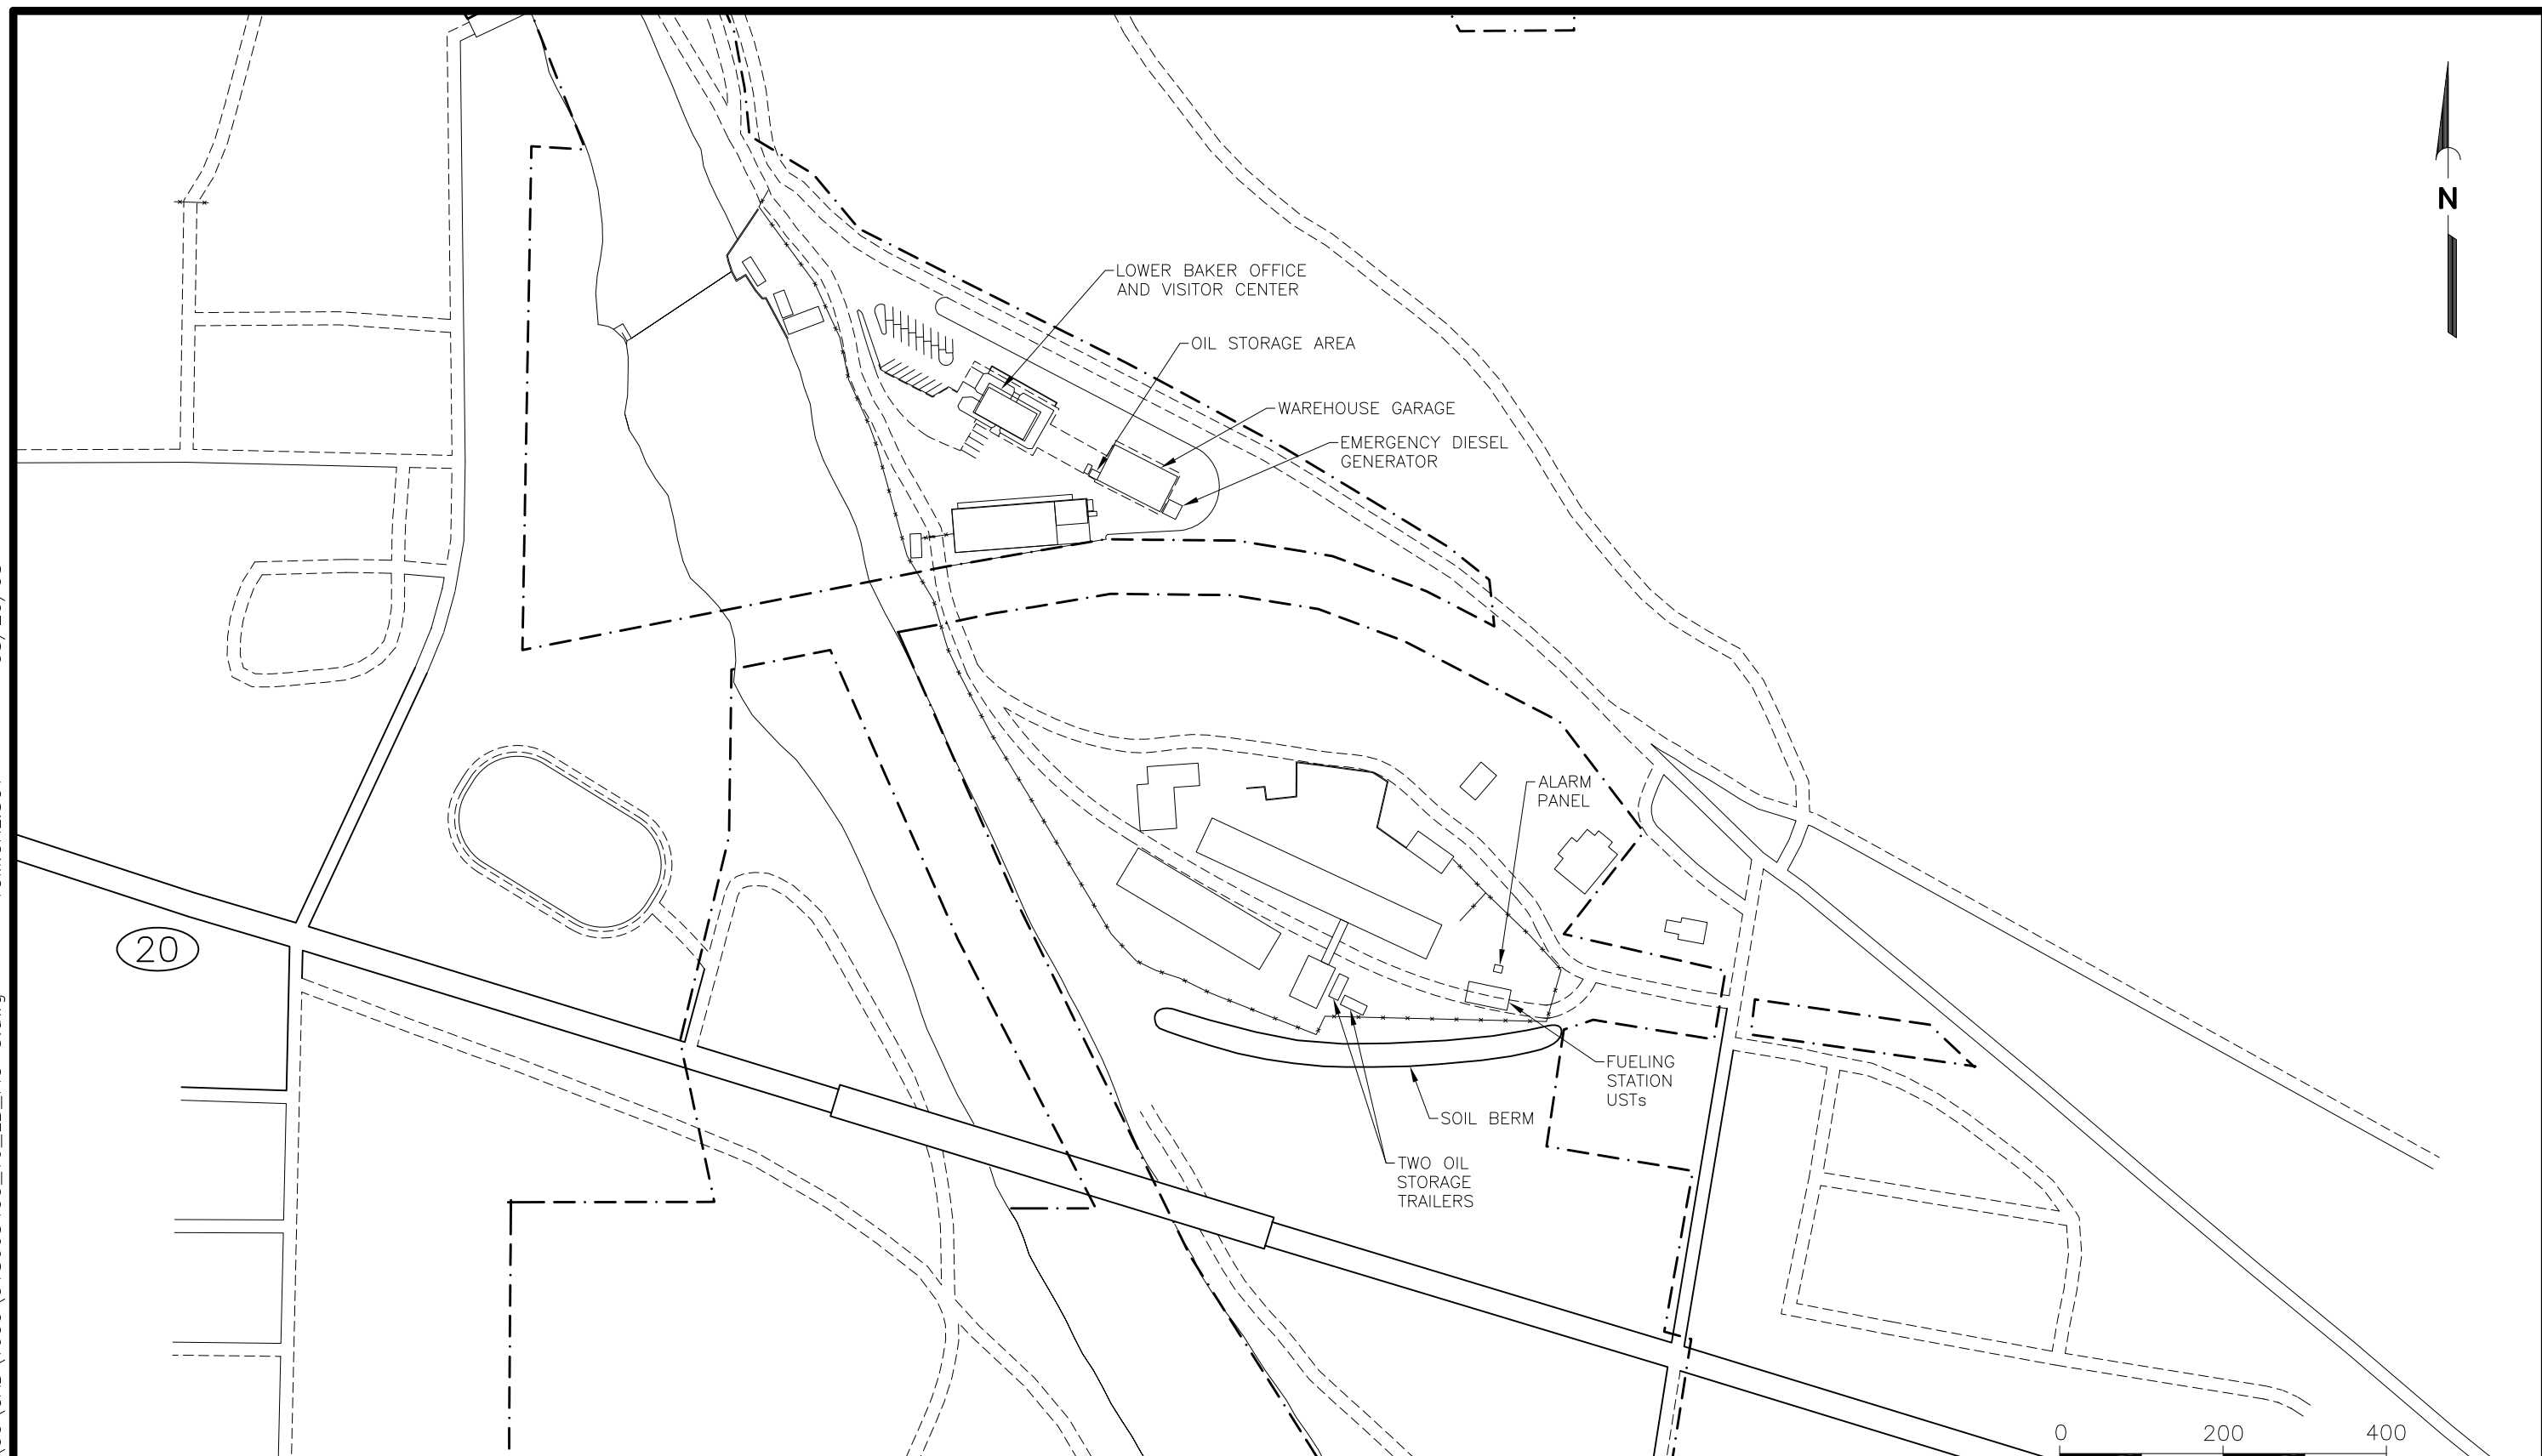 N
LOWER BAKER OFFICE
AND VISITOR CENTER
OIL STORAGE AREA
WAREHOUSE GARAGE
EMERGENCY DIESEL
GENERATOR
ALARM
PANEL
20
FUELING
STATION
USTs
SOIL BERM
TWO OIL
STORAGE
TRAILERS
0 200 400